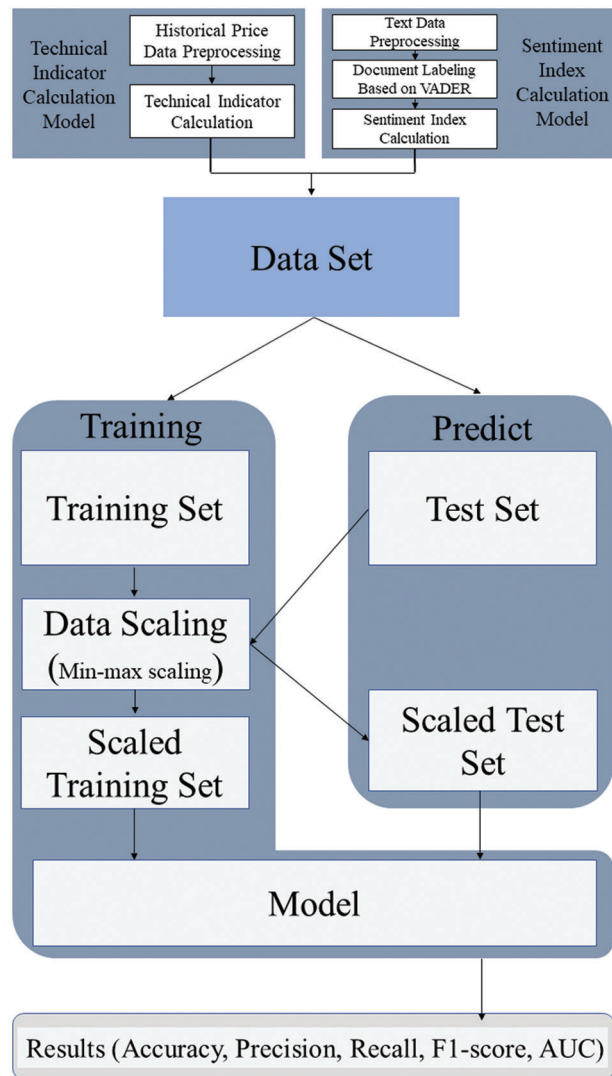 Technical
Indicator
Calculation
Model
Historical Price
Data Preprocessing
Technical Indicator
Calculation
Text Data
Preprocessing
Document Labeling
Based on VADER
Sentiment Index
Calculation
Sentiment
Index
Calculation
Model
Data Set
Training
Training Set
Data Scaling
(Min-max scaling)
Scaled
Training Set
Predict
Test Set
Scaled Test
Set
Model
Results (Accuracy, Precision, Recall, F1-score, AUC)